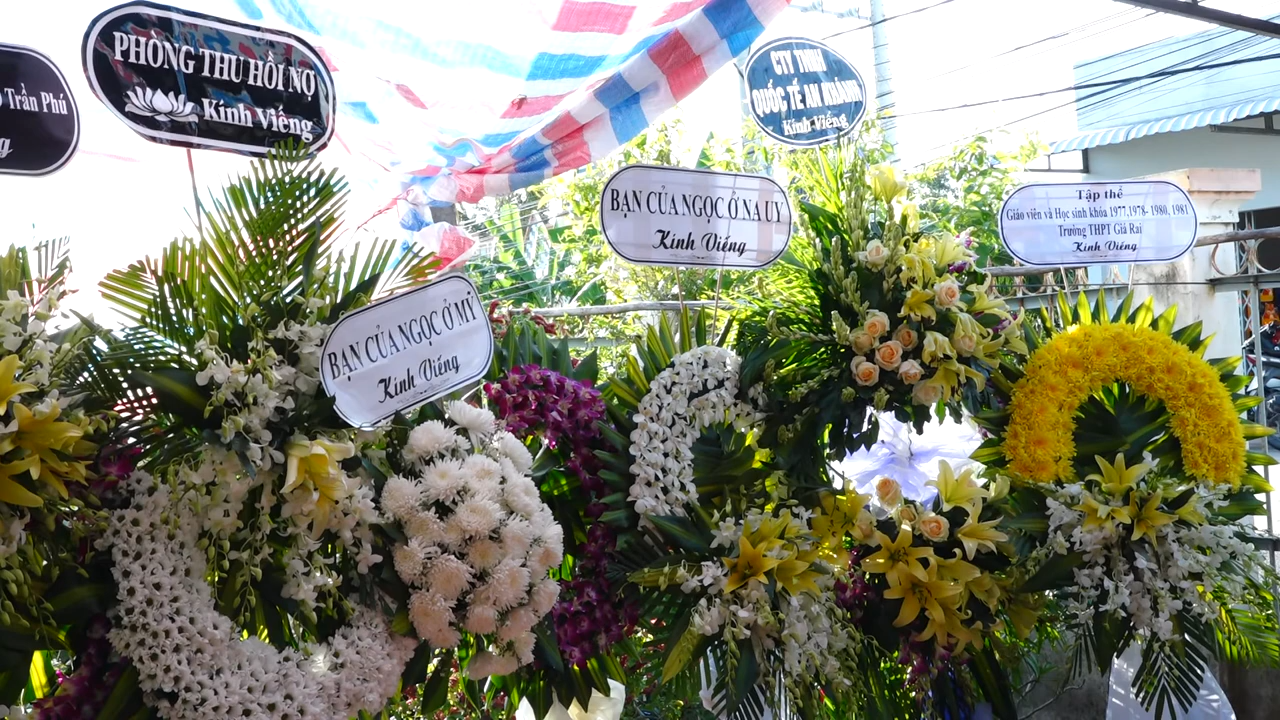 Trần Phú
PHÒNG THU HỒI NỢ
Kính Viếng
CTY TNHH
QUỐC TẾ AN KHÁNH
Kính Viếng
BẠN CỦA NGỌC Ở NA UY
Kính Viếng
Tập thể
Giáo viên và Học sinh khóa 1977,1978- 1980, 1981
Trường THPT Giá Rai
Kính Viếng
BẠN CỦA NGỌC Ở MỸ
Kính Viếng